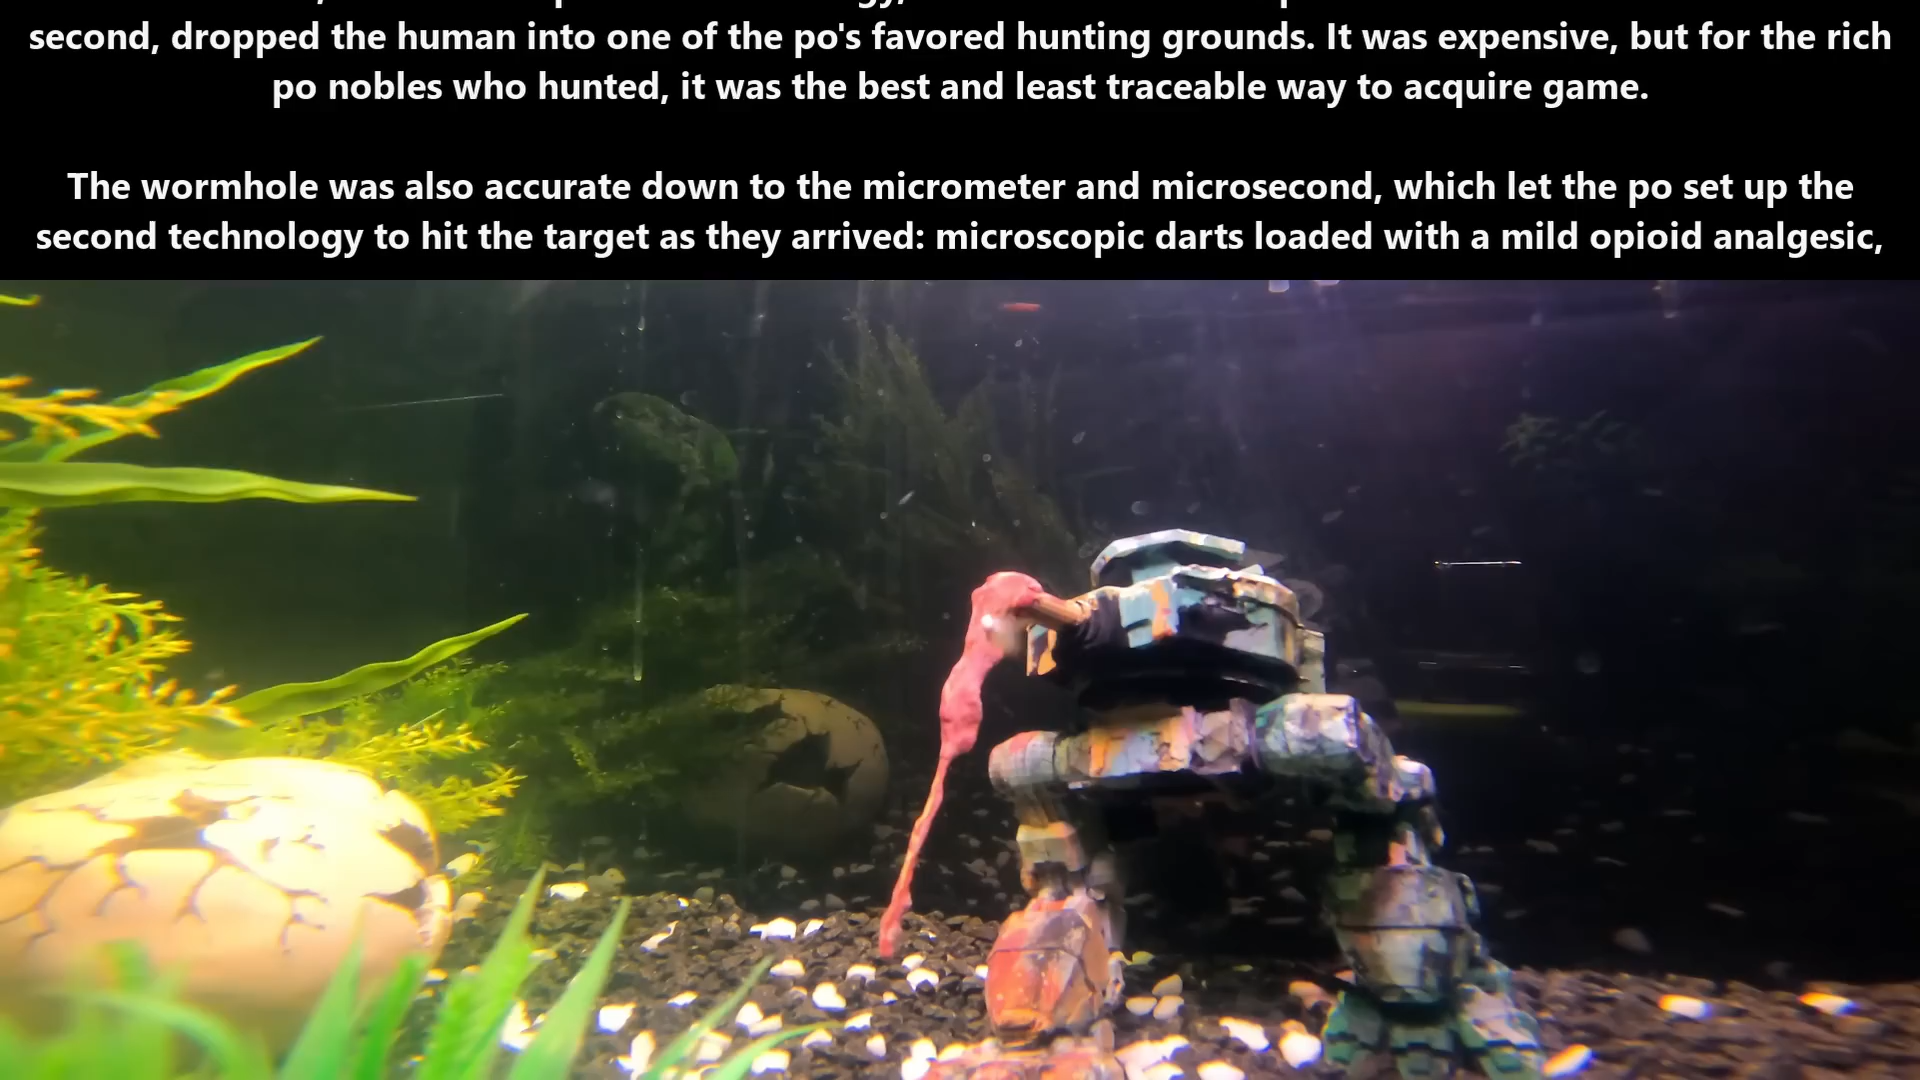 second, dropped the human into one of the po's favored hunting grounds. It was expensive, but for the rich
po nobles who hunted, it was the best and least traceable way to acquire game.
The wormhole was also accurate down to the micrometer and microsecond, which let the po set up the
second technology to hit the target as they arrived: microscopic darts loaded with a mild opioid analgesic,